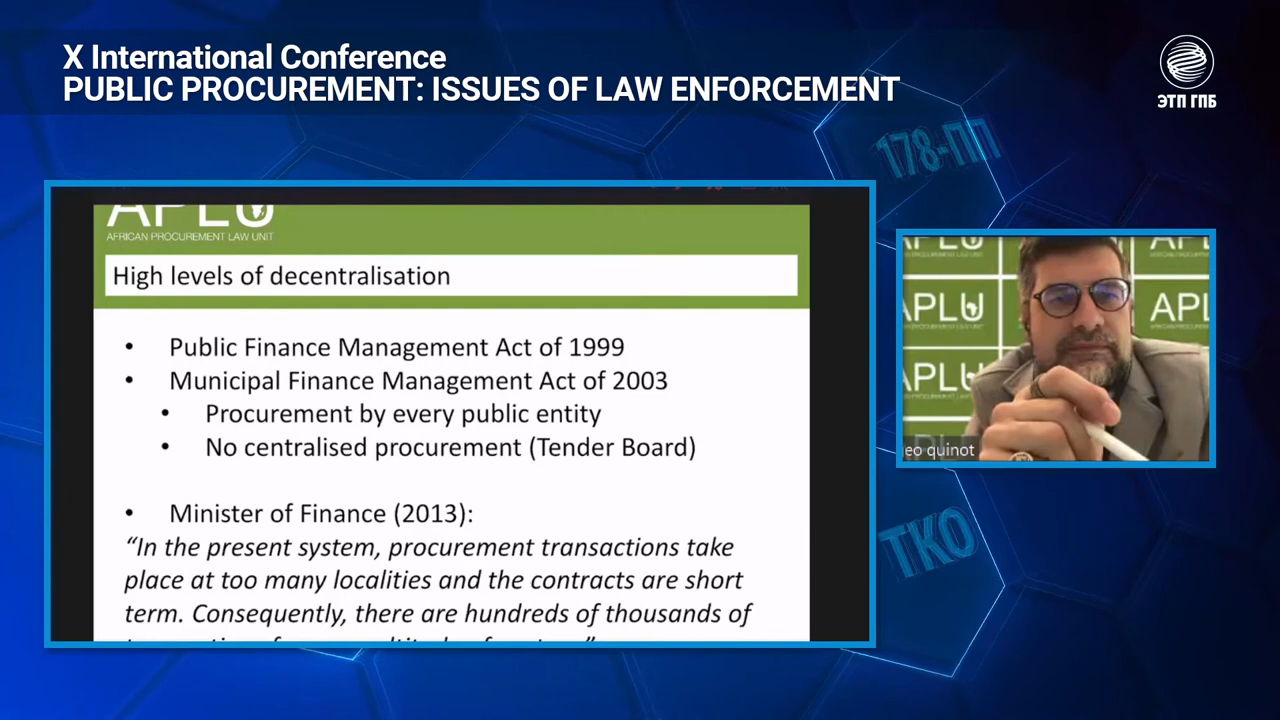 X International Conference
PUBLIC PROCUREMENT: ISSUES OF LAW ENFORCEMENT
ЭТП ГПБ
178-ПП
APLU
AFRICAN PROCUREMENT LAW UNIT
High levels of decentralisation
• Public Finance Management Act of 1999
• Municipal Finance Management Act of 2003
• Procurement by every public entity
• No centralised procurement (Tender Board)
• Minister of Finance (2013):
“In the present system, procurement transactions take
place at too many localities and the contracts are short
term. Consequently, there are hundreds of thousands of
APLU
APLU
APLU
eo quinot
ТКО